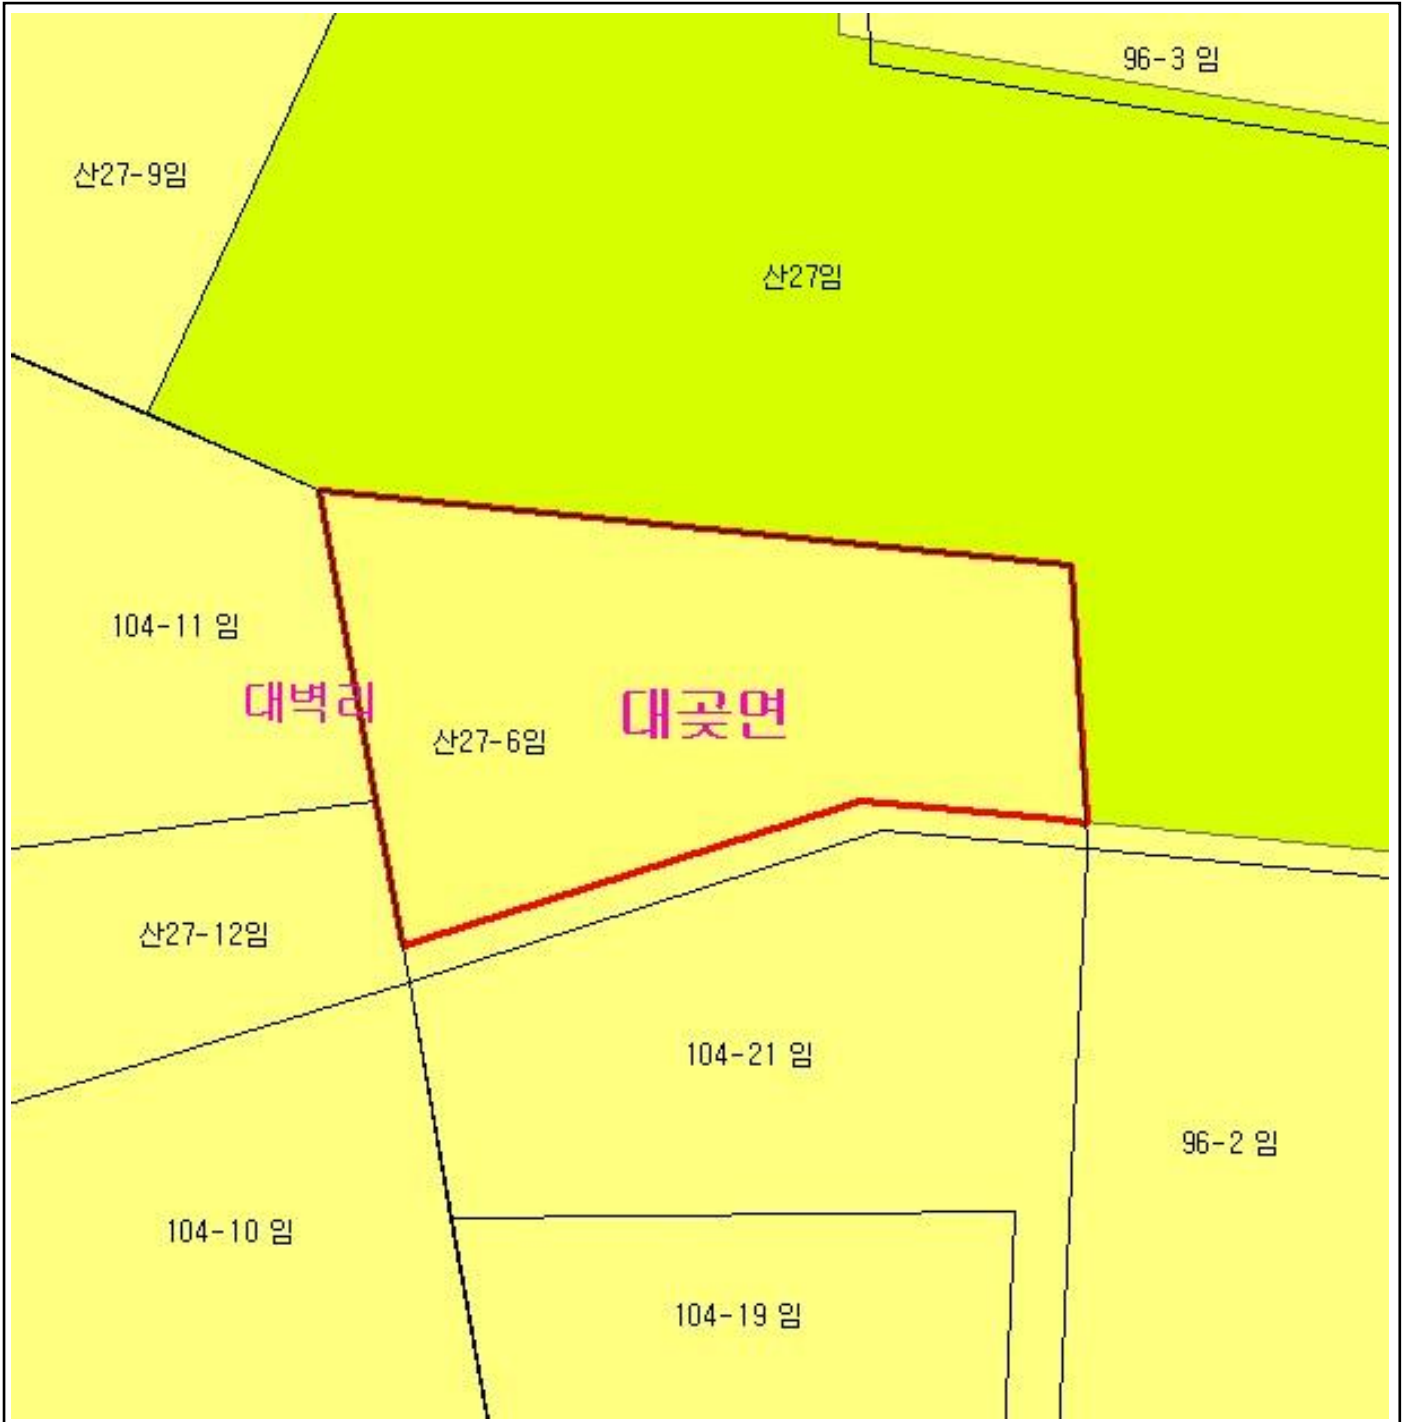 96-3 임
산27-9임
산27임
104-11 임
대벽리
대곶면
산27-6임
산27-12임
104-21 임
96-2 임
104-10 임
104-19 임